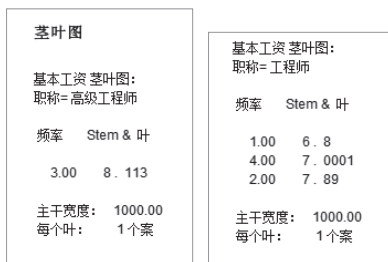 茎叶图
基本工资 茎叶图：
职称= 高级工程师
频率 Stem & 叶
3.00 8 . 113
主干宽度： 1000.00
每个叶： 1个案
基本工资 茎叶图：
职称= 工程师
频率 Stem & 叶
1.00 6 . 8
4.00 7 . 0001
2.00 7 . 89
主干宽度： 1000.00
每个叶： 1个案